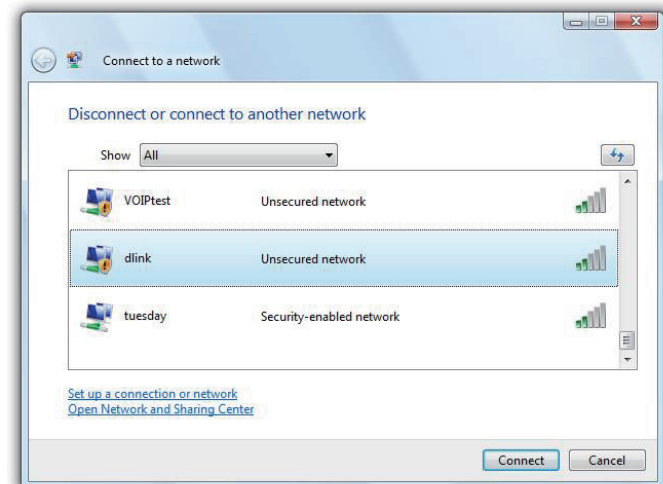 Connect to a network
Disconnect or connect to another network
Show All
VOIPtest Unsecured network
dlink Unsecured network
tuesday Security-enabled network
Set up a connection or network
Open Network and Sharing Center
Connect Cancel